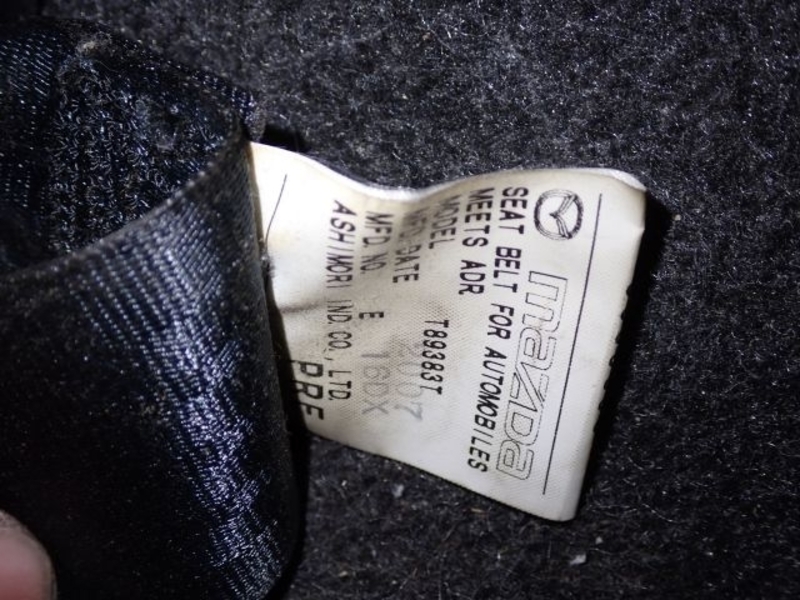 mazda
SEAT BELT FOR AUTOMOBILES
MEETS ADR
MODEL T89383T
MFD. DATE 2007
MFD. NO. E 16DX
ASHIMORI IND. CO., LTD.
PRE